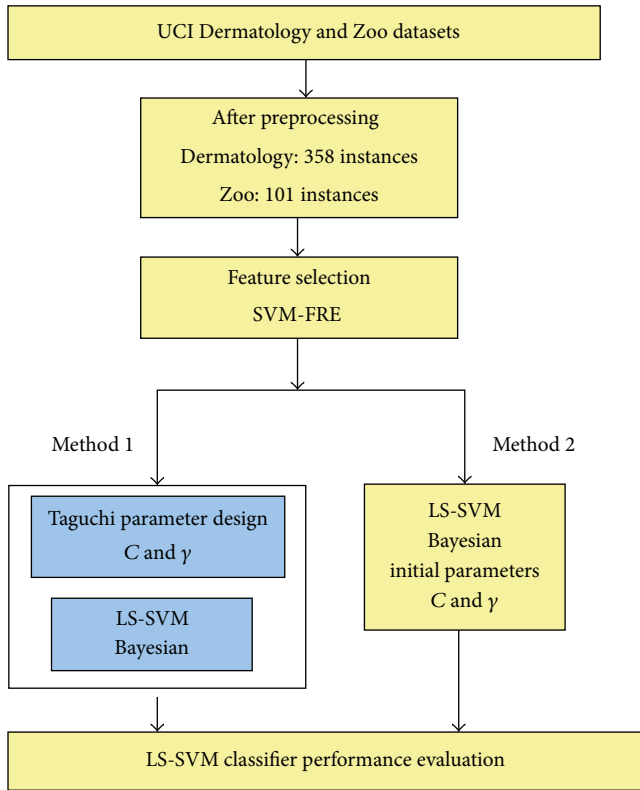 UCI Dermatology and Zoo datasets
After preprocessing
Dermatology: 358 instances
Zoo: 101 instances
Feature selection
SVM-FRE
Method 1
Method 2
Taguchi parameter design
C and γ
LS-SVM
Bayesian
LS-SVM
Bayesian
initial parameters
C and γ
LS-SVM classifier performance evaluation